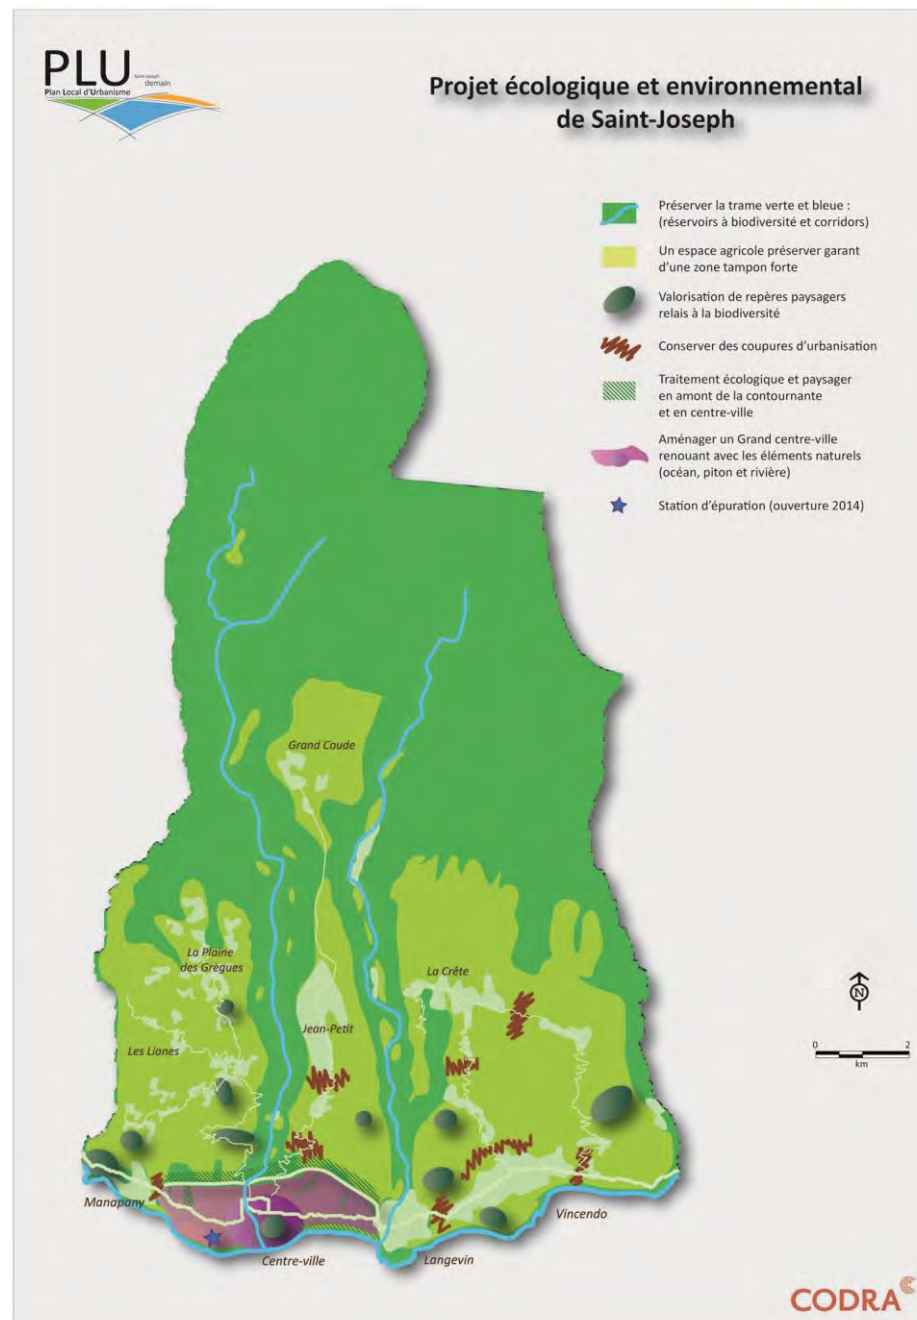 PLU
Saint-Joseph
demain
Plan Local d'Urbanisme
Projet écologique et environnemental
de Saint-Joseph
Préserver la trame verte et bleue :
(réservoirs à biodiversité et corridors)
Un espace agricole préserver garant
d'une zone tampon forte
Valorisation de repères paysagers
relais à la biodiversité
Conserver des coupures d'urbanisation
Traitement écologique et paysager
en amont de la contournante
et en centre-ville
Aménager un Grand centre-ville
renouant avec les éléments naturels
(océan, piton et rivière)
Station d'épuration (ouverture 2014)
Grand Coude
La Plaine
des Grègues
La Crête
Jean-Petit
Les Lianes
N
0 2
km
Manapany
Vincendo
Centre-ville
Langevin
CODRA